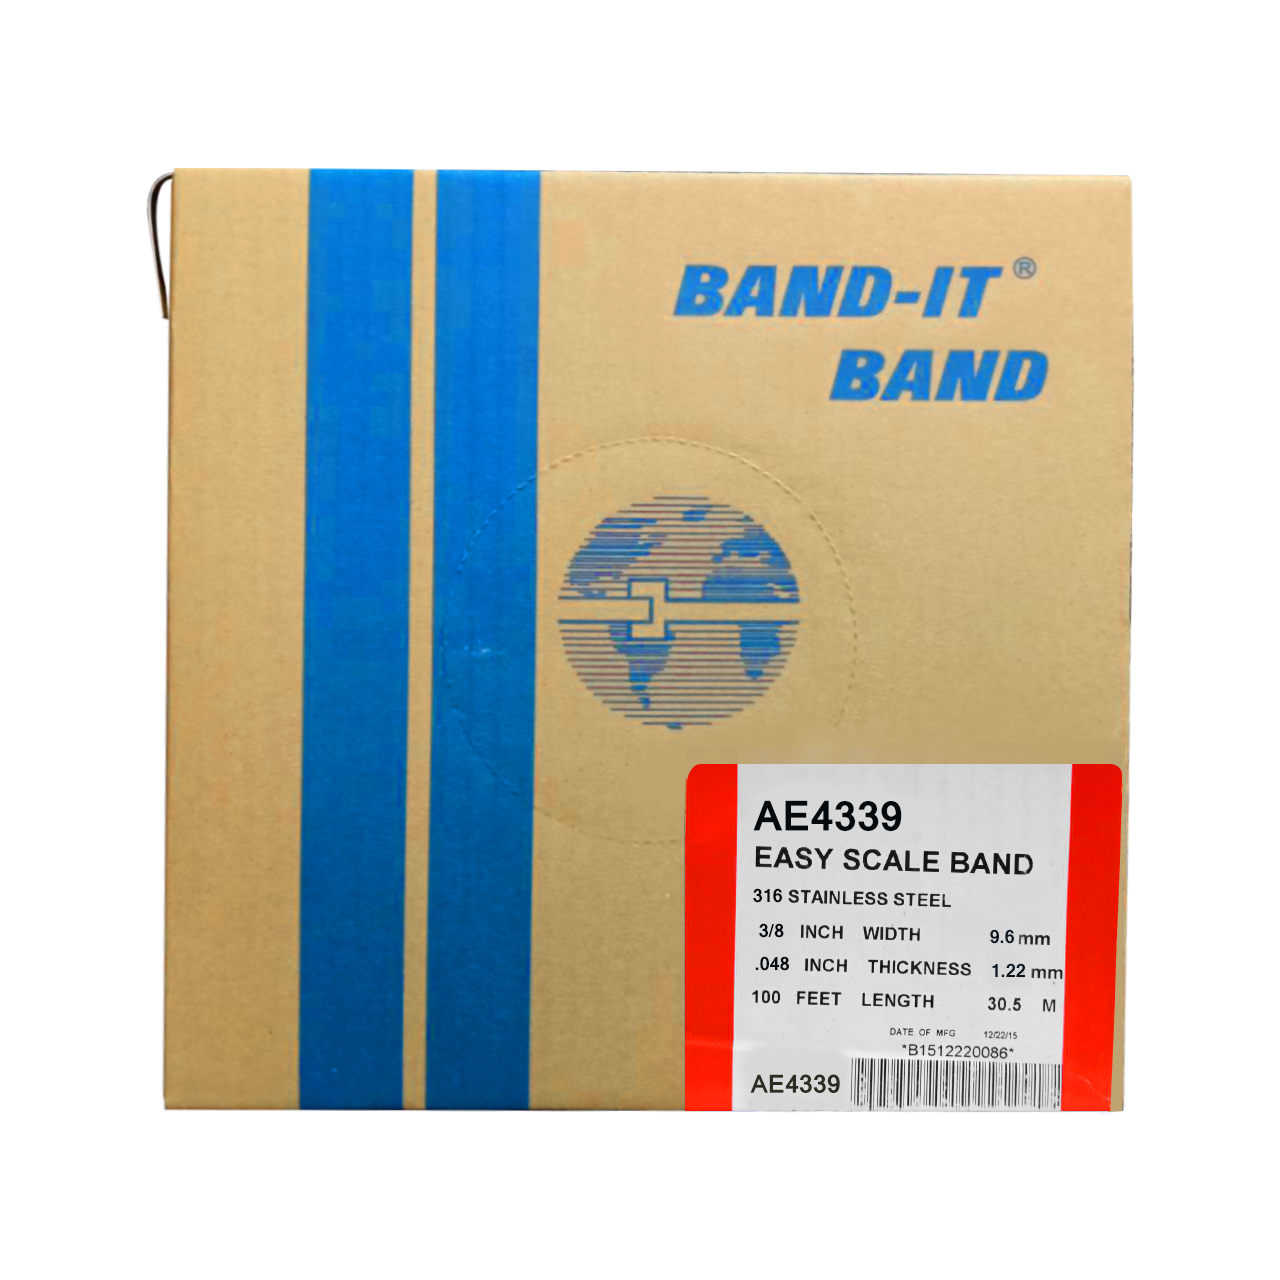 BAND-IT®
BAND
AE4339
EASY SCALE BAND
316 STAINLESS STEEL
3/8 INCH WIDTH 9.6 mm
.048 INCH THICKNESS 1.22 mm
100 FEET LENGTH 30.5 M
DATE OF MFG 12/22/15
*B1512220086*
AE4339